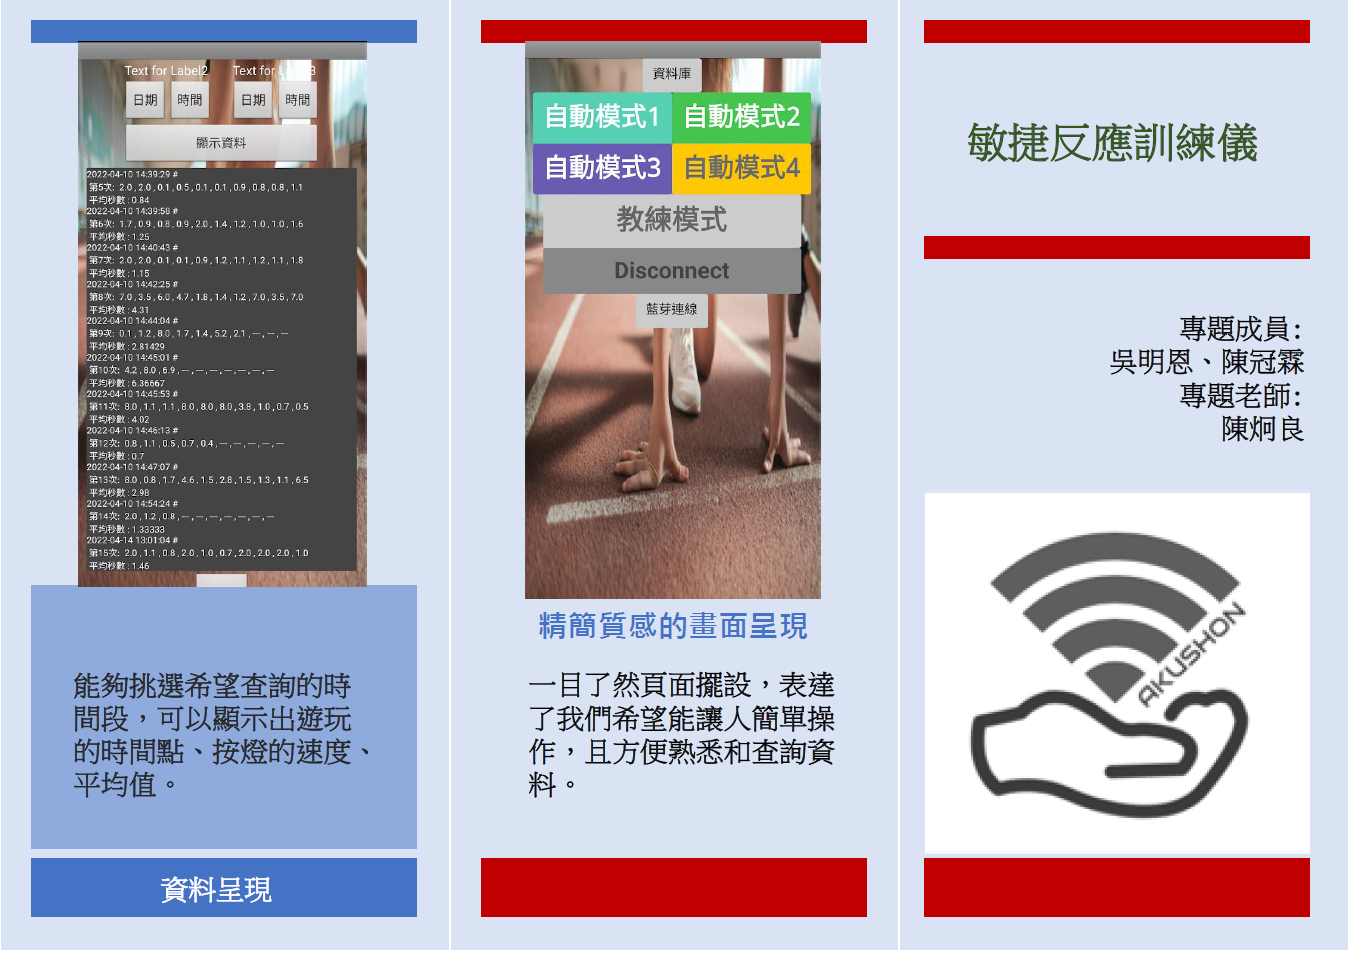 Text for Label2 Text for L
日期 時間 日期 時間
顯示資料
2022-04-10 14:39:29 #
第5次: 2.0 , 2.0 , 0.1 , 0.5 , 0.1 , 0.1 , 0.9 , 0.8 , 0.8 , 1.1
平均秒數 : 0.84
2022-04-10 14:39:58 #
第6次: 1.7 , 0.9 , 0.8 , 0.9 , 2.0 , 1.4 , 1.2 , 1.0 , 1.0 , 1.6
平均秒數 : 1.25
2022-04-10 14:40:43 #
第7次: 2.0 , 2.0 , 0.1 , 0.1 , 0.9 , 1.2 , 1.1 , 1.2 , 1.1 , 1.8
平均秒數 : 1.15
2022-04-10 14:42:25 #
第8次: 7.0 , 3.5 , 6.0 , 4.7 , 1.8 , 1.4 , 1.2 , 7.0 , 3.5 , 7.0
平均秒數 : 4.31
2022-04-10 14:44:04 #
第9次: 0.1 , 1.2 , 8.0 , 1.7 , 1.4 , 5.2 , 2.1 , -- , -- , --
平均秒數 : 2.81429
2022-04-10 14:45:01 #
第10次: 4.2 , 8.0 , 6.9 , -- , -- , -- , -- , -- , -- , --
平均秒數 : 6.36667
2022-04-10 14:45:53 #
第11次: 8.0 , 1.1 , 1.1 , 8.0 , 8.0 , 8.0 , 3.8 , 1.0 , 0.7 , 0.5
平均秒數 : 4.02
2022-04-10 14:46:13 #
第12次: 0.8 , 1.1 , 0.5 , 0.7 , 0.4 , -- , -- , -- , -- , --
平均秒數 : 0.7
2022-04-10 14:47:07 #
第13次: 8.0 , 0.8 , 1.7 , 4.6 , 1.5 , 2.8 , 1.5 , 1.3 , 1.1 , 6.5
平均秒數 : 2.98
2022-04-10 14:54:24 #
第14次: 2.0 , 1.2 , 0.8 , -- , -- , -- , -- , -- , -- , --
平均秒數 : 1.33333
2022-04-14 13:01:04 #
第15次: 2.0 , 1.1 , 0.8 , 2.0 , 1.0 , 0.7 , 2.0 , 2.0 , 2.0 , 1.0
平均秒數 : 1.46
能夠挑選希望查詢的時
間段，可以顯示出遊玩
的時間點、按燈的速度、
平均值。
資料呈現
資料庫
自動模式1 自動模式2
自動模式3 自動模式4
教練模式
Disconnect
藍芽連線
精簡質感的畫面呈現
一目了然頁面擺設，表達
了我們希望能讓人簡單操
作，且方便熟悉和查詢資
料。
敏捷反應訓練儀
專題成員:
吳明恩、陳冠霖
專題老師:
陳炯良
AKUSHON